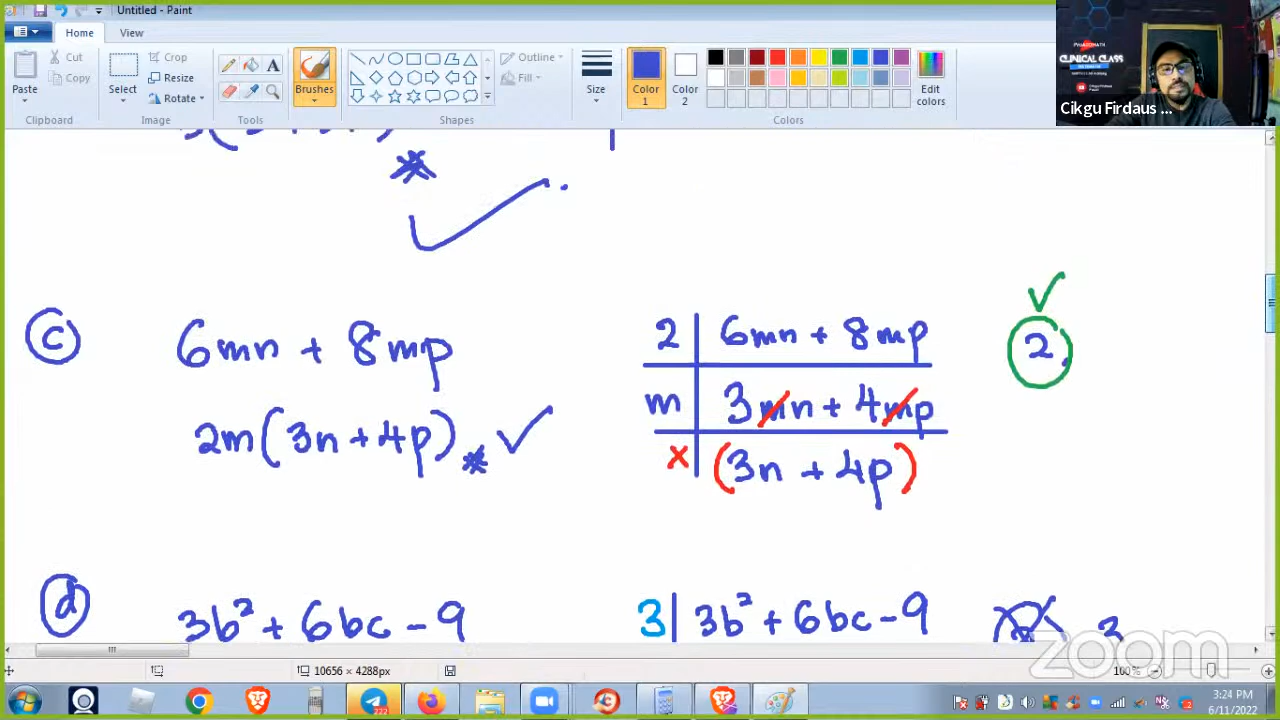 Untitled - Paint
Home View
Paste Cut Copy Clipboard
Select Crop Resize Rotate Image
Tools
Brushes
Shapes
Outline Fill
Size
Color 1
Color 2
Edit colors
Colors
CLINICAL CLASS
Cikgu Firdaus ...
c 6mn + 8mp
2m(3n + 4p) * ✓
2 | 6mn + 8mp
m | 3mn + 4mp
x | (3n + 4p)
✓
2
d 3b² + 6bc - 9
3 | 3b² + 6bc - 9
zoom
10656 × 4288px
100%
3:24 PM
6/11/2022